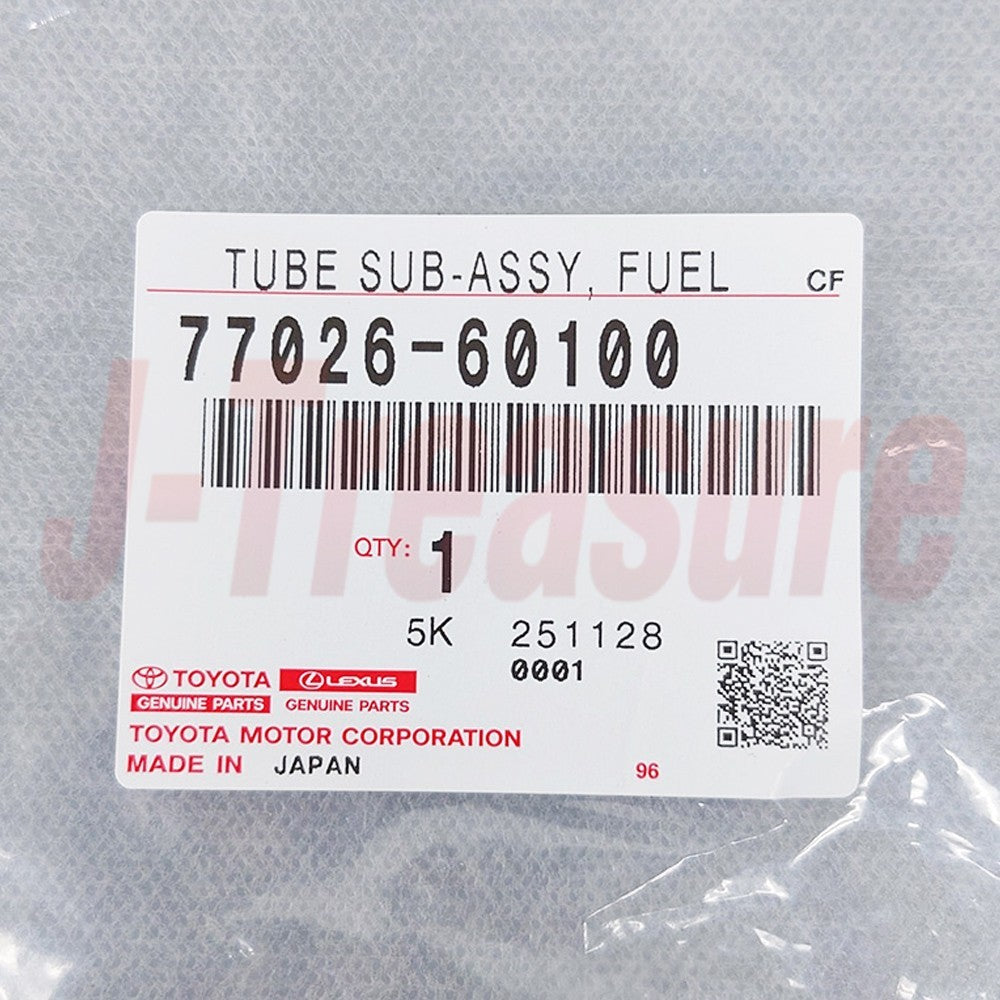 TUBE SUB-ASSY, FUEL CF
77026-60100
J-Treasure
QTY: 1
5K 251128
0001
TOYOTA LEXUS
GENUINE PARTS GENUINE PARTS
TOYOTA MOTOR CORPORATION
MADE IN JAPAN 96